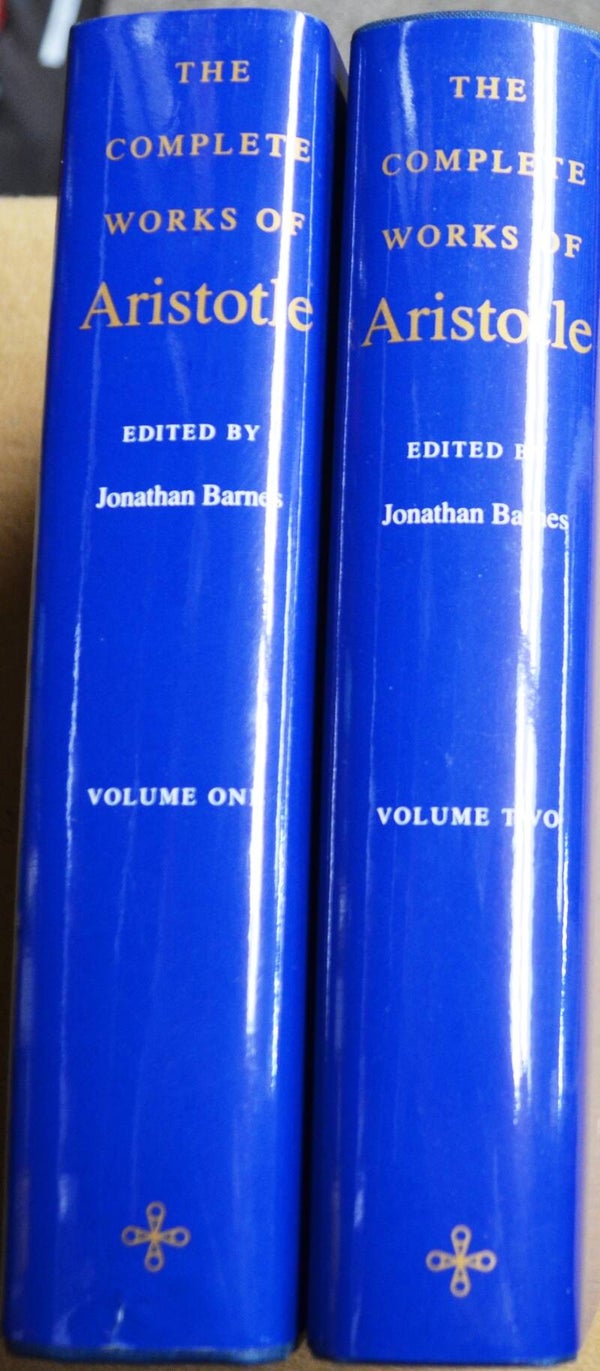 THE
COMPLETE
WORKS OF
Aristotle
EDITED BY
Jonathan Barnes
VOLUME ONE
THE
COMPLETE
WORKS OF
Aristotle
EDITED BY
Jonathan Barnes
VOLUME TWO